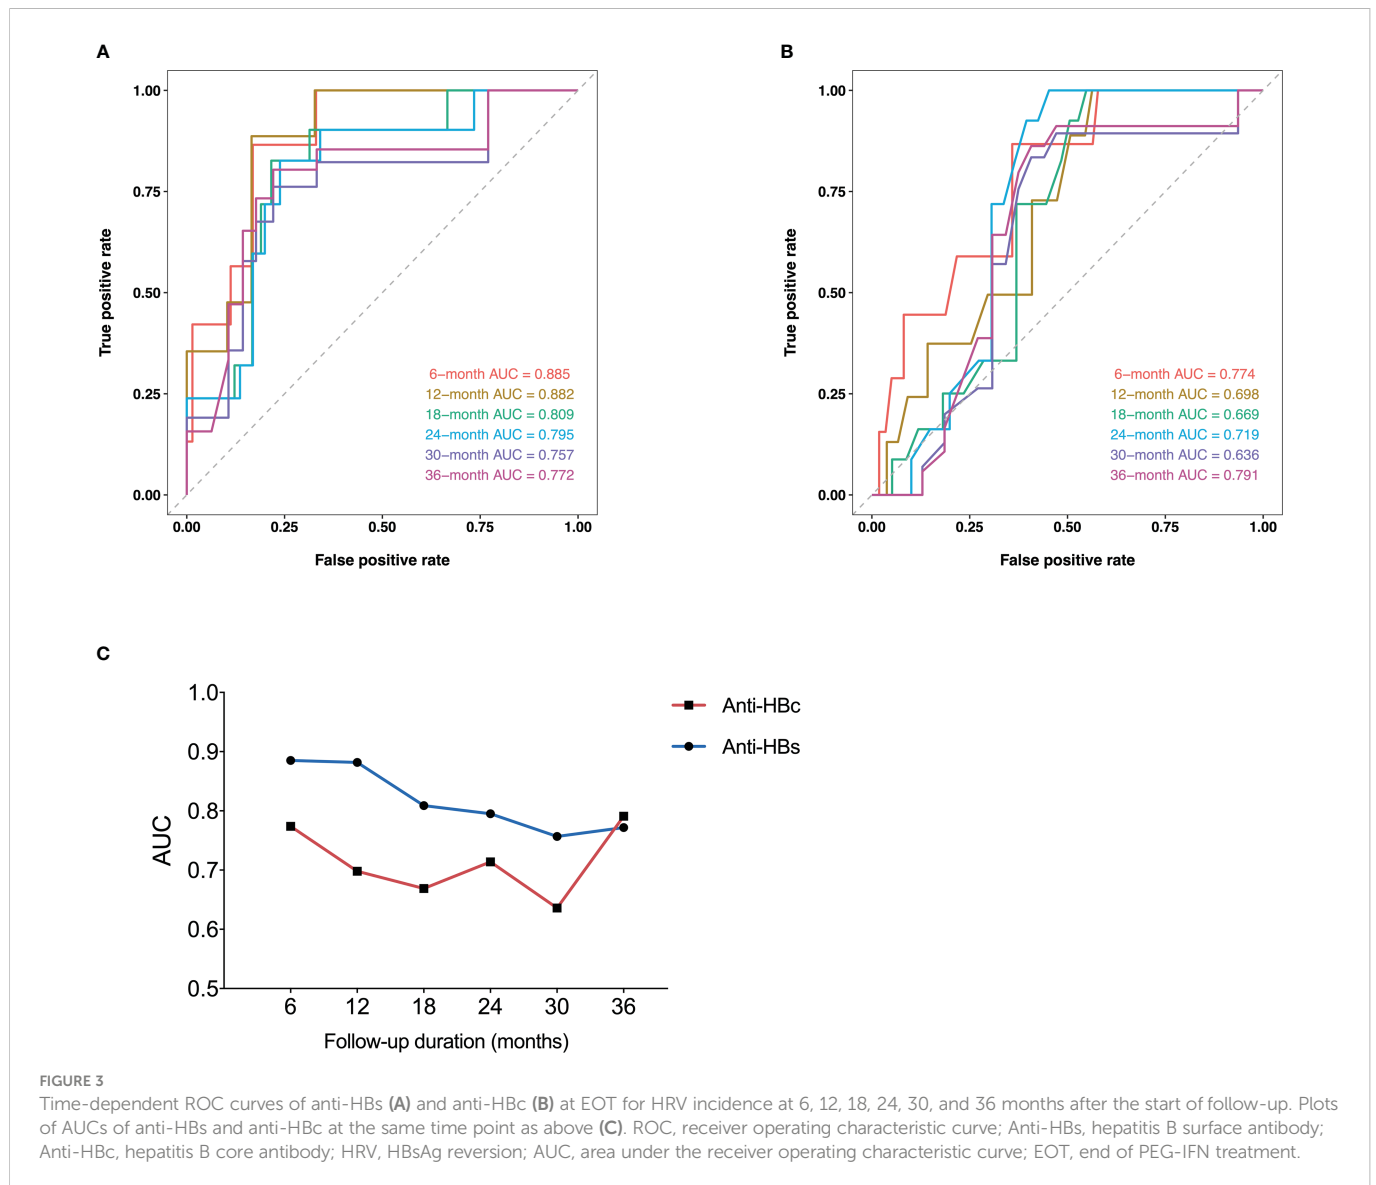 A
1.00
0.75
0.50
0.25
0.00
True positive rate
6−month AUC = 0.885
12−month AUC = 0.882
18−month AUC = 0.809
24−month AUC = 0.795
30−month AUC = 0.757
36−month AUC = 0.772
0.00 0.25 0.50 0.75 1.00
False positive rate
B
1.00
0.75
0.50
0.25
0.00
True positive rate
6−month AUC = 0.774
12−month AUC = 0.698
18−month AUC = 0.669
24−month AUC = 0.719
30−month AUC = 0.636
36−month AUC = 0.791
0.00 0.25 0.50 0.75 1.00
False positive rate
C
1.0
0.9
0.8
0.7
0.6
0.5
AUC
6 12 18 24 30 36
Follow-up duration (months)
Anti-HBc
Anti-HBs
FIGURE 3
Time-dependent ROC curves of anti-HBs (A) and anti-HBc (B) at EOT for HRV incidence at 6, 12, 18, 24, 30, and 36 months after the start of follow-up. Plots
of AUCs of anti-HBs and anti-HBc at the same time point as above (C). ROC, receiver operating characteristic curve; Anti-HBs, hepatitis B surface antibody;
Anti-HBc, hepatitis B core antibody; HRV, HBsAg reversion; AUC, area under the receiver operating characteristic curve; EOT, end of PEG-IFN treatment.